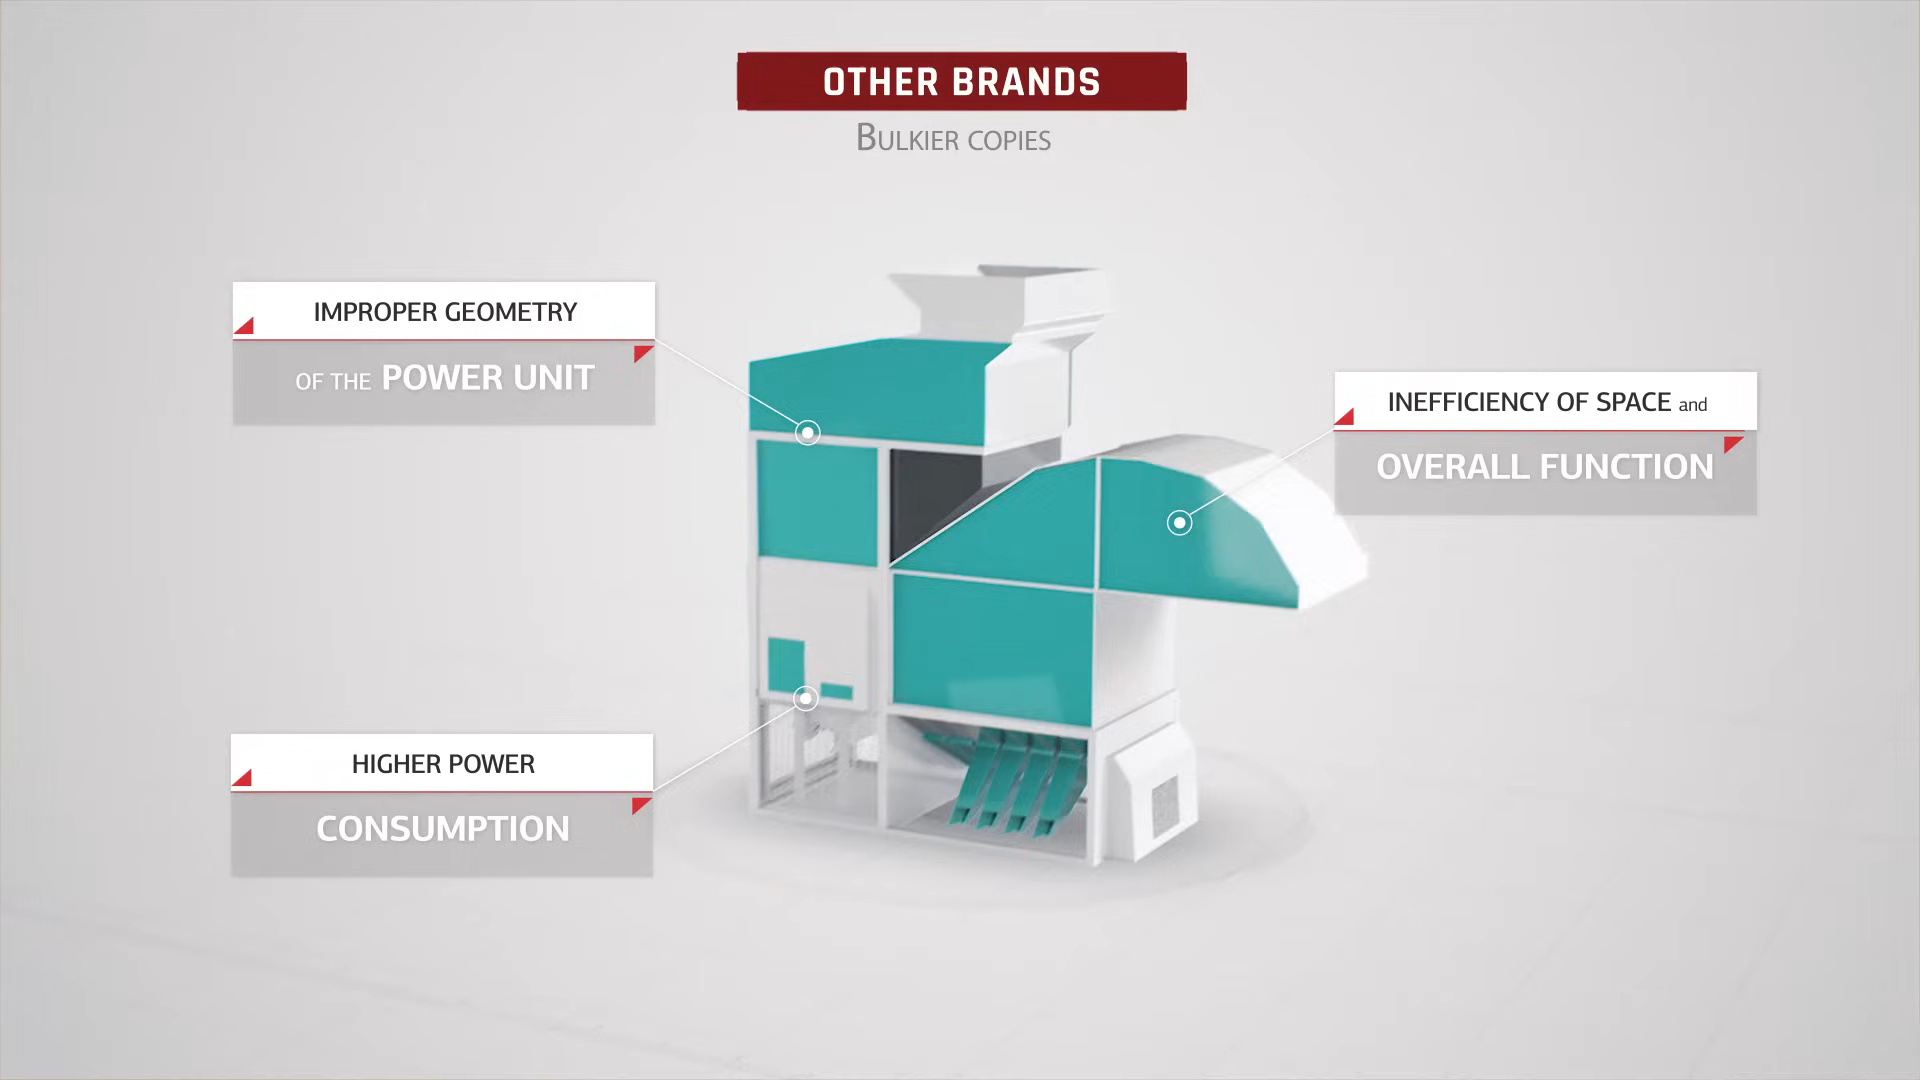 OTHER BRANDS
BULKIER COPIES
IMPROPER GEOMETRY
OF THE POWER UNIT
INEFFICIENCY OF SPACE and
OVERALL FUNCTION
HIGHER POWER
CONSUMPTION